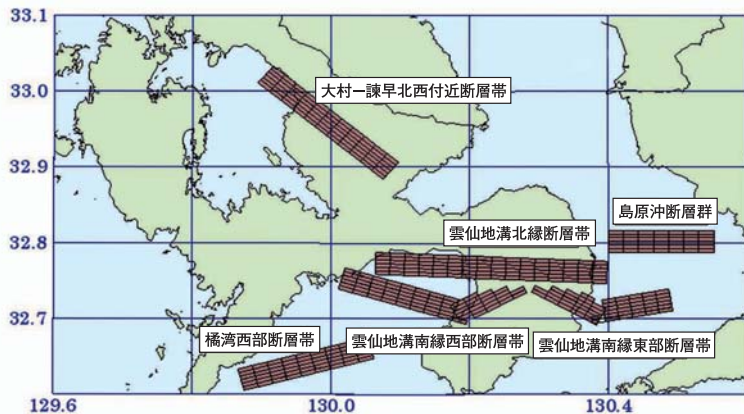 33.1
33.0
大村ー諫早北西付近断層帯
32.9
島原沖断層群
雲仙地溝北縁断層帯
32.8
32.7
橘湾西部断層帯
雲仙地溝南縁西部断層帯
雲仙地溝南縁東部断層帯
129.6
130.0
130.4